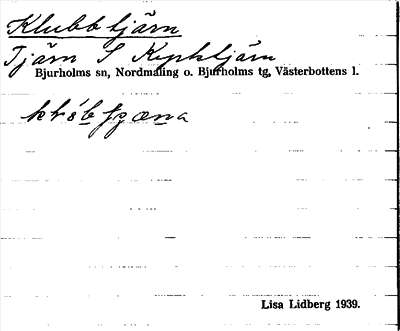 Klubbtjärn
Tjärn S Kyrktjärn
Bjurholms sn, Nordmaling o. Bjurholms tg, Västerbottens l.
Lisa Lidberg 1939.